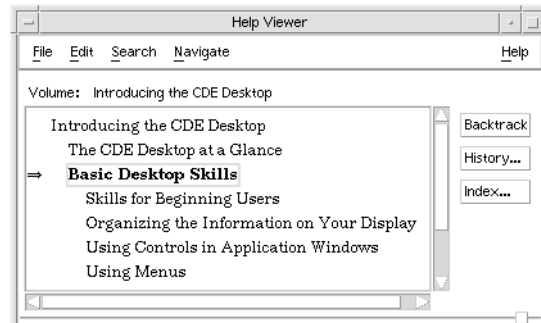 Help Viewer
File Edit Search Navigate Help
Volume: Introducing the CDE Desktop
Introducing the CDE Desktop
The CDE Desktop at a Glance
⇒ Basic Desktop Skills
Skills for Beginning Users
Organizing the Information on Your Display
Using Controls in Application Windows
Using Menus
Backtrack
History...
Index...